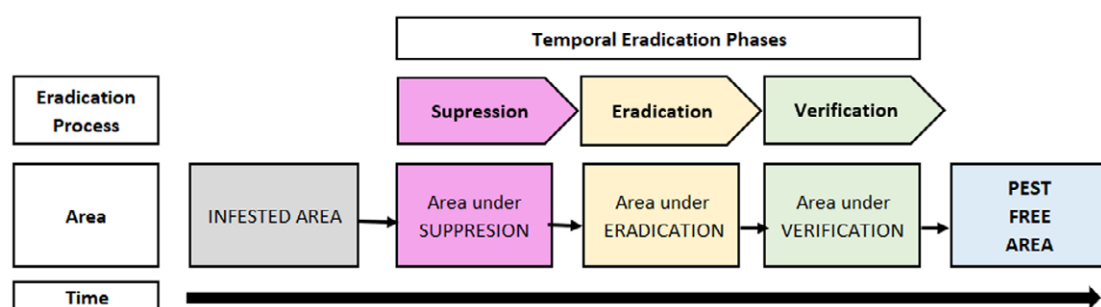 Temporal Eradication Phases
Eradication
Process
Supression
Eradication
Verification
Area
INFESTED AREA
Area under
SUPPRESION
Area under
ERADICATION
Area under
VERIFICATION
PEST
FREE
AREA
Time